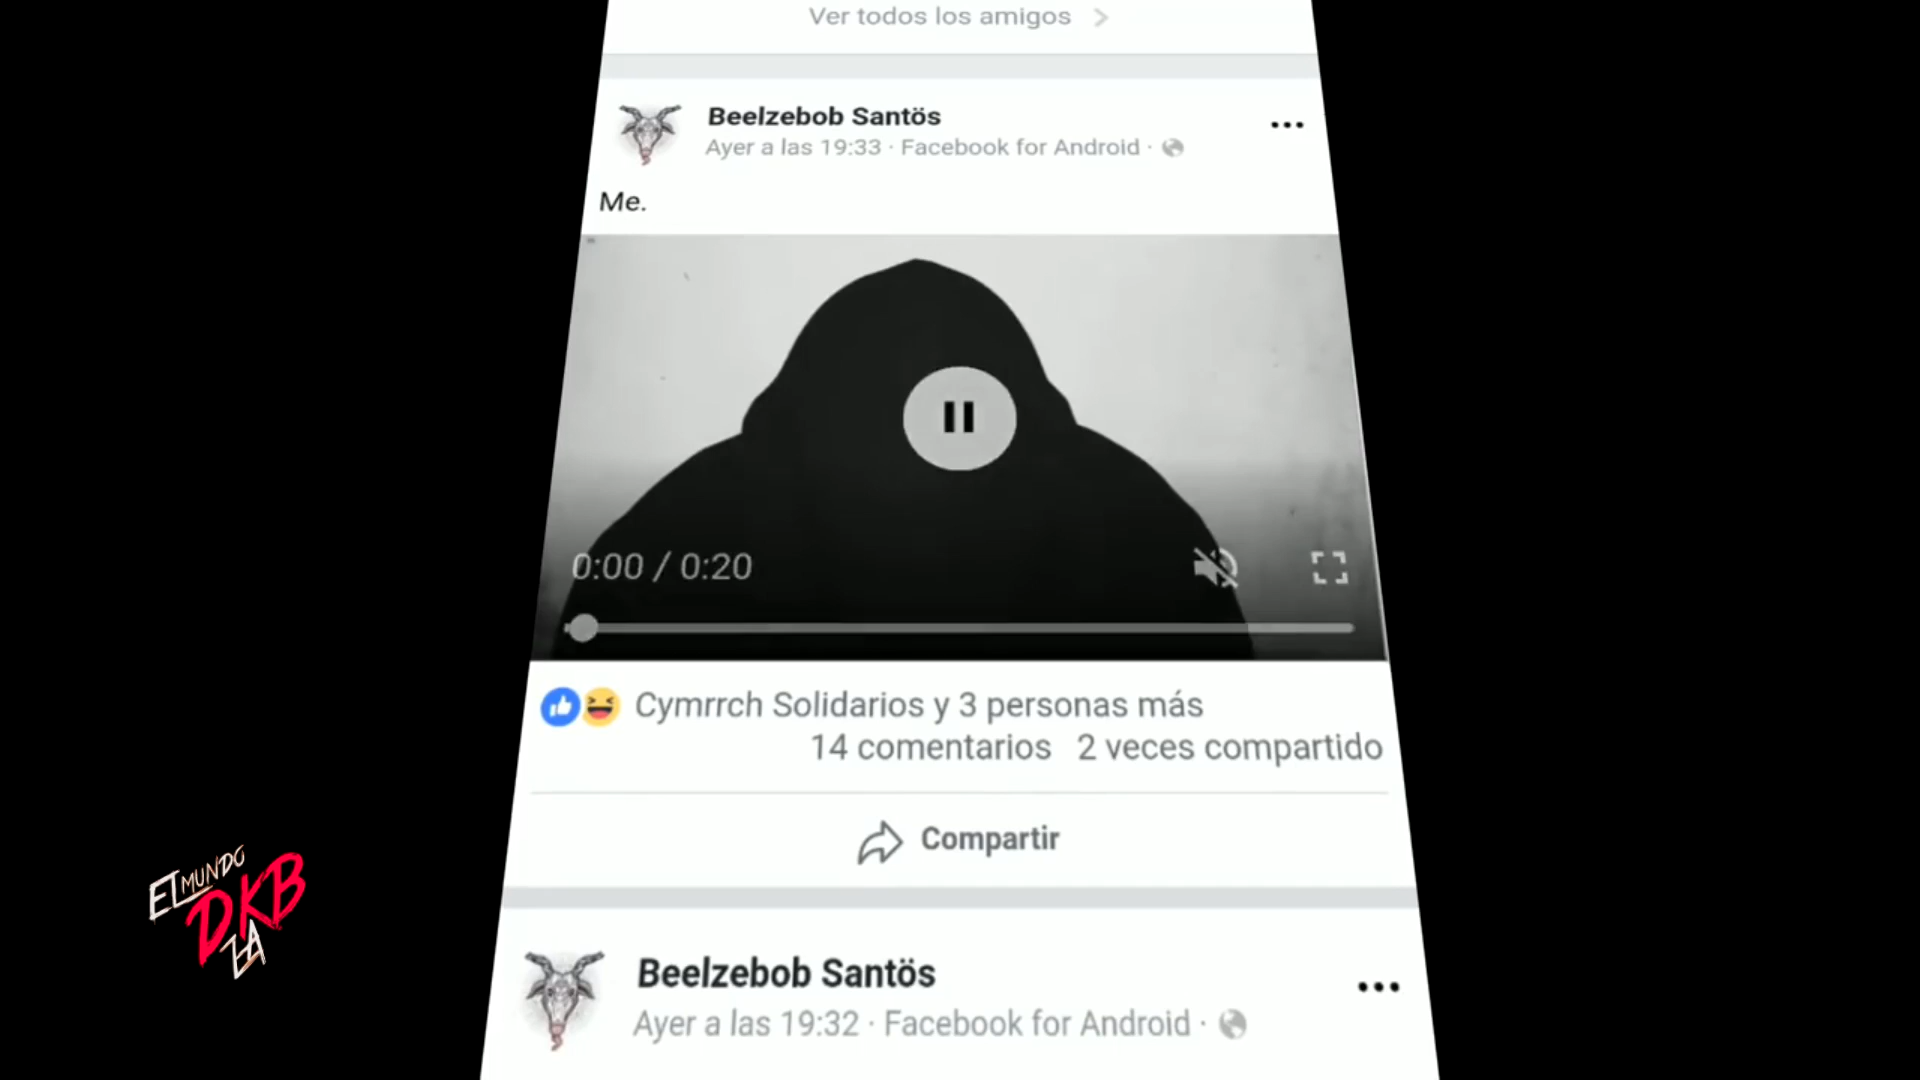 Ver todos los amigos
Beelzebob Santös
Ayer a las 19:33 · Facebook for Android ·
Me.
0:00 / 0:20
Cymrrch Solidarios y 3 personas más
14 comentarios 2 veces compartido
Compartir
EL MUNDO
DKB
ZA
Beelzebob Santös
Ayer a las 19:32 · Facebook for Android ·